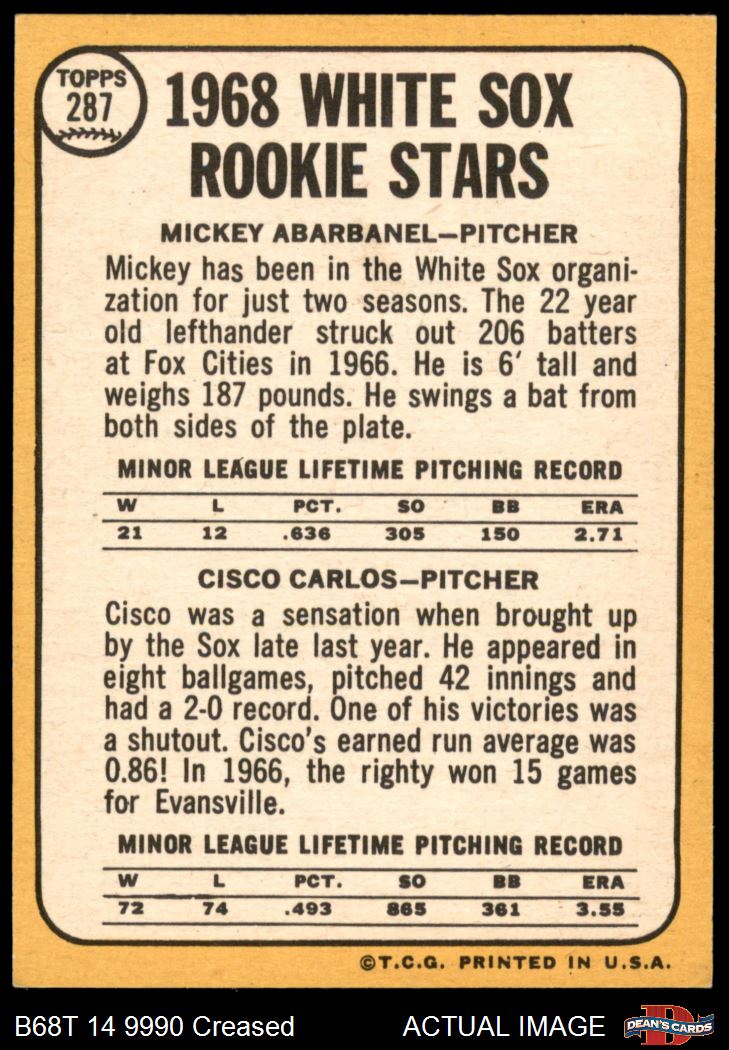 TOPPS
287
1968 WHITE SOX
ROOKIE STARS
MICKEY ABARBANEL—PITCHER
Mickey has been in the White Sox organi-
zation for just two seasons. The 22 year
old lefthander struck out 206 batters
at Fox Cities in 1966. He is 6' tall and
weighs 187 pounds. He swings a bat from
both sides of the plate.
MINOR LEAGUE LIFETIME PITCHING RECORD
W L PCT. SO BB ERA
21 12 .636 305 150 2.71
CISCO CARLOS—PITCHER
Cisco was a sensation when brought up
by the Sox late last year. He appeared in
eight ballgames, pitched 42 innings and
had a 2-0 record. One of his victories was
a shutout. Cisco's earned run average was
0.86! In 1966, the righty won 15 games
for Evansville.
MINOR LEAGUE LIFETIME PITCHING RECORD
W L PCT. SO BB ERA
72 74 .493 865 361 3.55
©T.C.G. PRINTED IN U.S.A.
B68T 14 9990 Creased ACTUAL IMAGE
DEAN'S CARDS